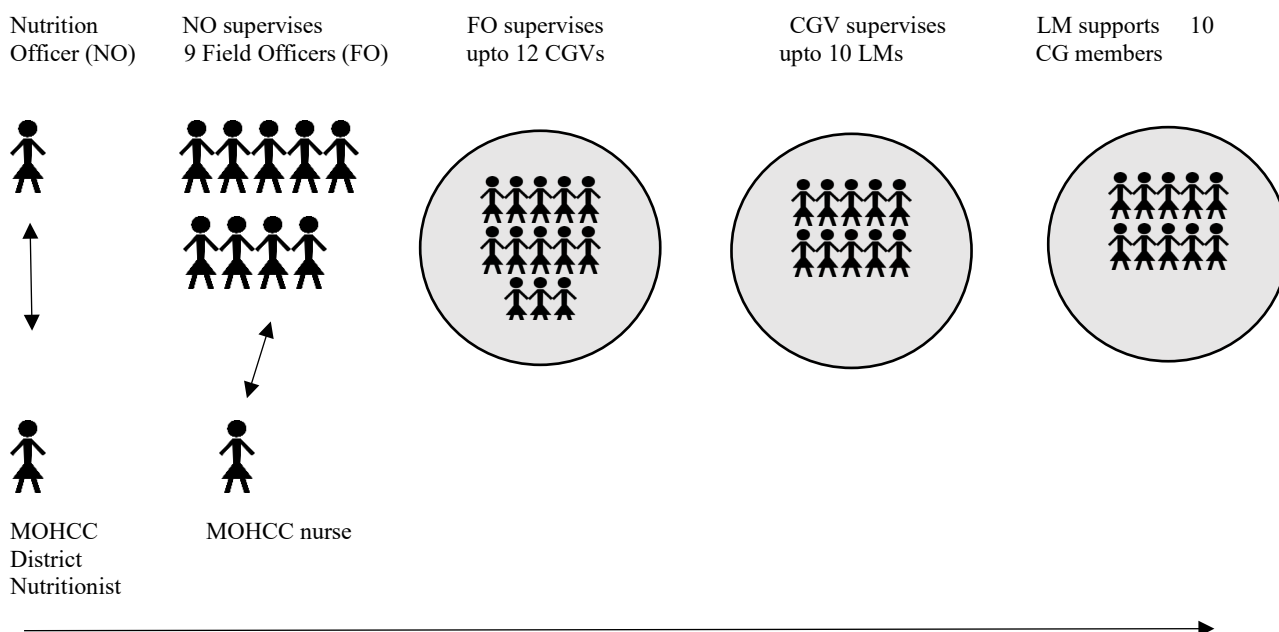 Nutrition
Officer (NO)
NO supervises
9 Field Officers (FO)
FO supervises
upto 12 CGVs
CGV supervises
upto 10 LMs
LM supports 10
CG members
MOHCC
District
Nutritionist
MOHCC nurse